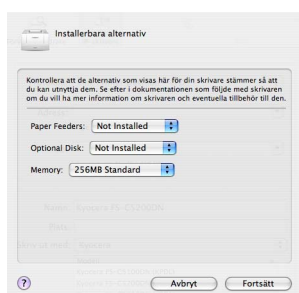 Installerbara alternativ
Kontrollera att de alternativ som visas här för din skrivare stämmer så att
du kan utnyttja dem. Se efter i dokumentationen som följde med skrivaren
om du vill ha mer information om skrivaren och eventuella tillbehör till den.
Paper Feeders: Not Installed
Optional Disk: Not Installed
Memory: 256MB Standard
? Avbryt Fortsätt